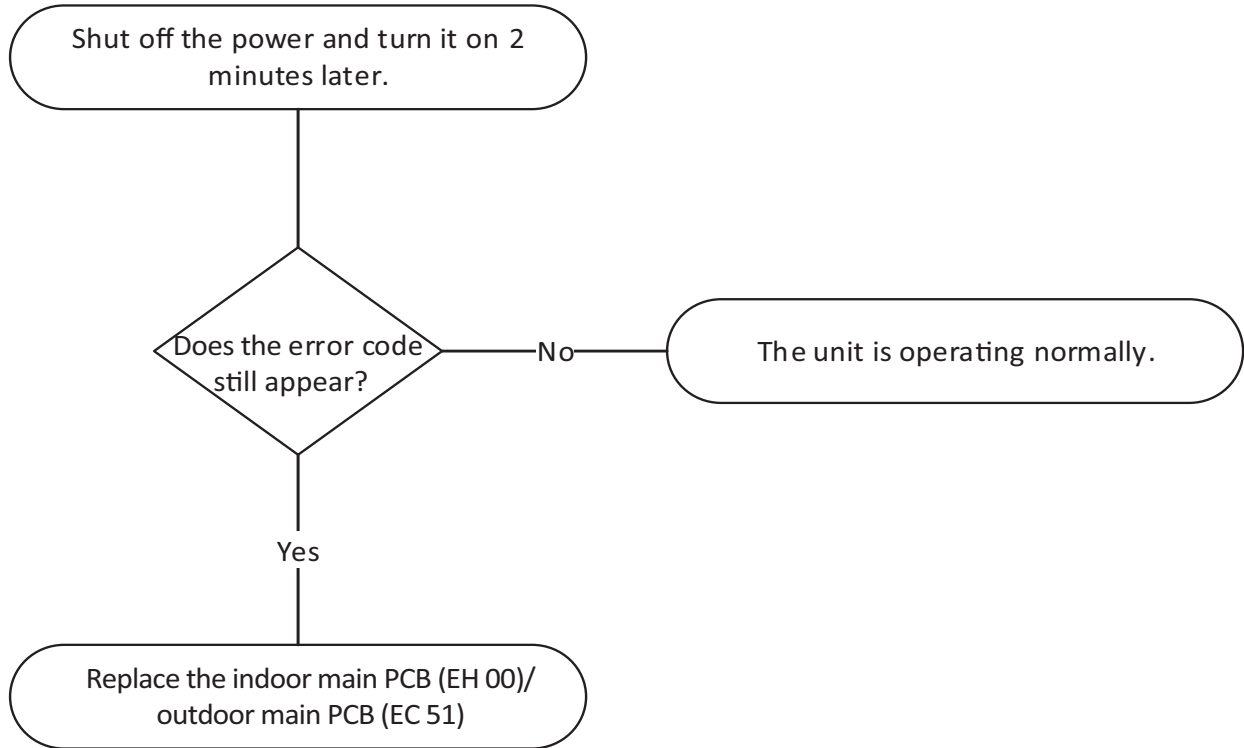 Shut off the power and turn it on 2
minutes later.
Does the error code
still appear?
No
The unit is operating normally.
Yes
Replace the indoor main PCB (EH 00)/
outdoor main PCB (EC 51)